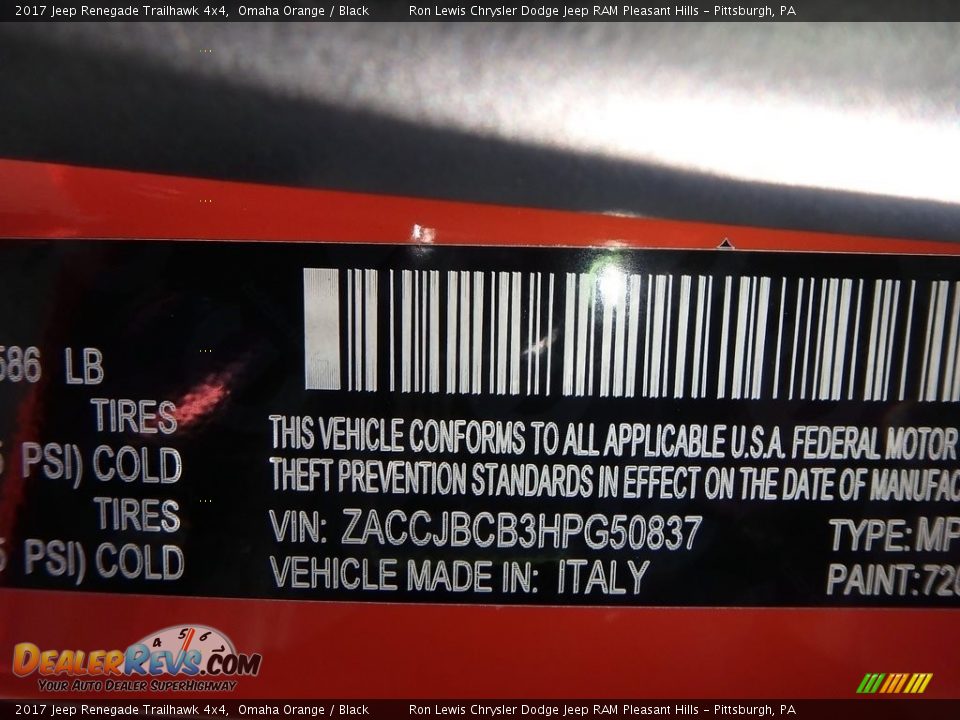 2017 Jeep Renegade Trailhawk 4x4, Omaha Orange / Black Ron Lewis Chrysler Dodge Jeep RAM Pleasant Hills - Pittsburgh, PA
586 LB
TIRES
PSI) COLD
TIRES
PSI) COLD
THIS VEHICLE CONFORMS TO ALL APPLICABLE U.S.A. FEDERAL MOTOR
THEFT PREVENTION STANDARDS IN EFFECT ON THE DATE OF MANUFAC
VIN: ZACCJBCB3HPG50837 TYPE: MP
VEHICLE MADE IN: ITALY PAINT: 720
4 5 6
DEALERREVS.COM
YOUR AUTO DEALER SUPERHIGHWAY
2017 Jeep Renegade Trailhawk 4x4, Omaha Orange / Black Ron Lewis Chrysler Dodge Jeep RAM Pleasant Hills - Pittsburgh, PA